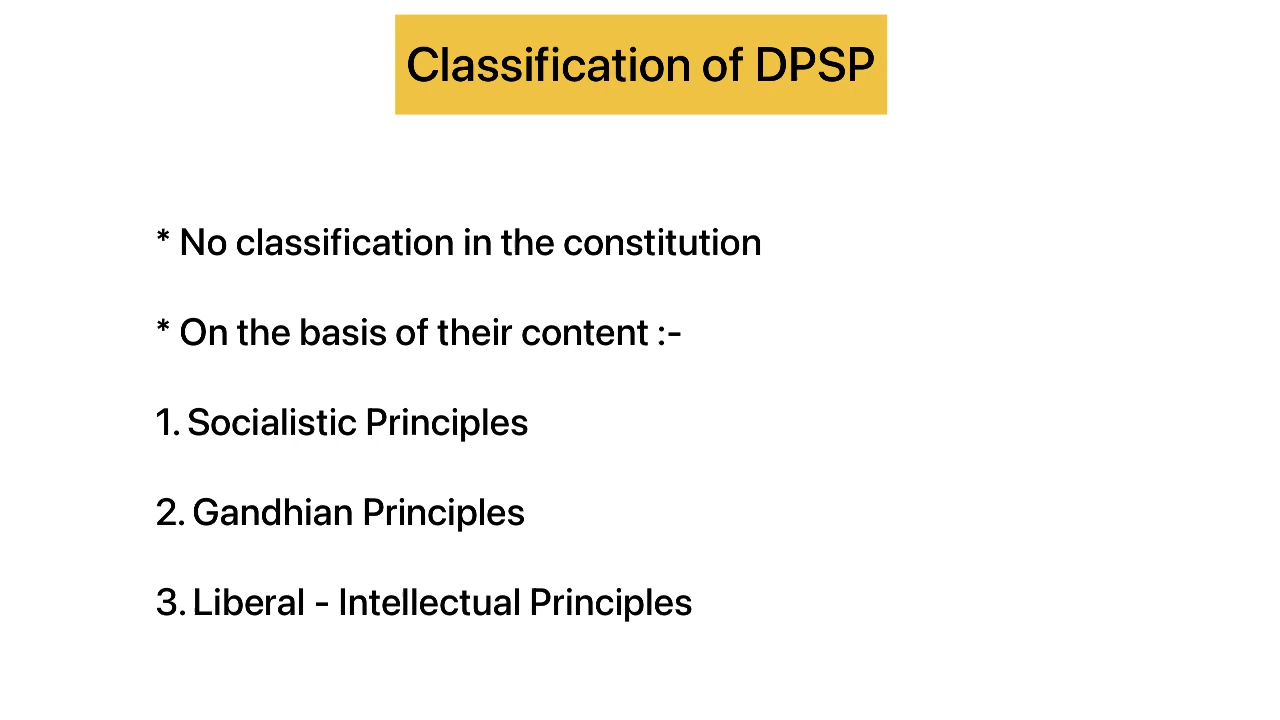 Classification of DPSP
* No classification in the constitution
* On the basis of their content :-
1. Socialistic Principles
2. Gandhian Principles
3. Liberal - Intellectual Principles